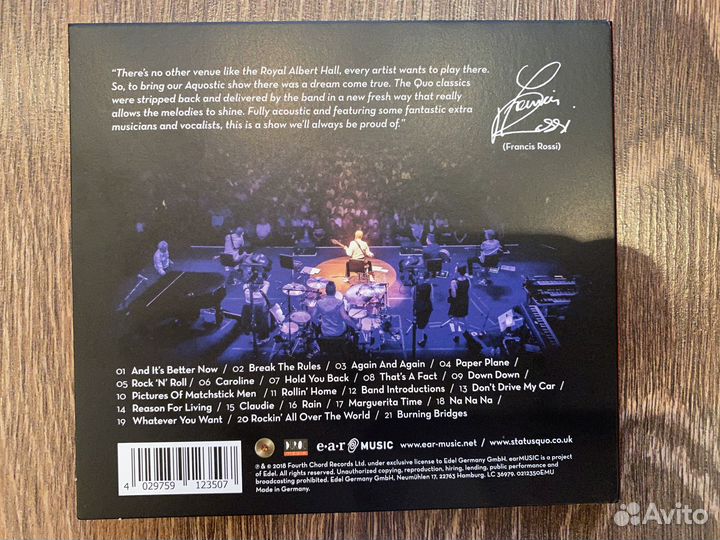 “There’s no other venue like the Royal Albert Hall, every artist wants to play there.
So, to bring our Aquostic show there was a dream come true. The Quo classics
were stripped back and delivered by the band in a new fresh way that really
allows the melodies to shine. Fully acoustic and featuring some fantastic extra
musicians and vocalists, this is a show we’ll always be proud of.”
(Francis Rossi)
01 And It’s Better Now / 02 Break The Rules / 03 Again And Again / 04 Paper Plane /
05 Rock ‘N’ Roll / 06 Caroline / 07 Hold You Back / 08 That’s A Fact / 09 Down Down /
10 Pictures Of Matchstick Men / 11 Rollin’ Home / 12 Band Introductions / 13 Don’t Drive My Car /
14 Reason For Living / 15 Claudie / 16 Rain / 17 Marguerita Time / 18 Na Na Na /
19 Whatever You Want / 20 Rockin’ All Over The World / 21 Burning Bridges
e·a·r MUSIC www.ear-music.net / www.statusquo.co.uk
℗ & © 2018 Fourth Chord Records Ltd. under exclusive license to Edel Germany GmbH. earMUSIC is a project
of Edel. All rights reserved. Unauthorized copying, reproduction, hiring, lending, public performance and
broadcasting prohibited. Edel Germany GmbH, Neumühlen 17, 22763 Hamburg. LC 36979. 0212350EMU
Made in Germany.
4 029759 123507
Avito